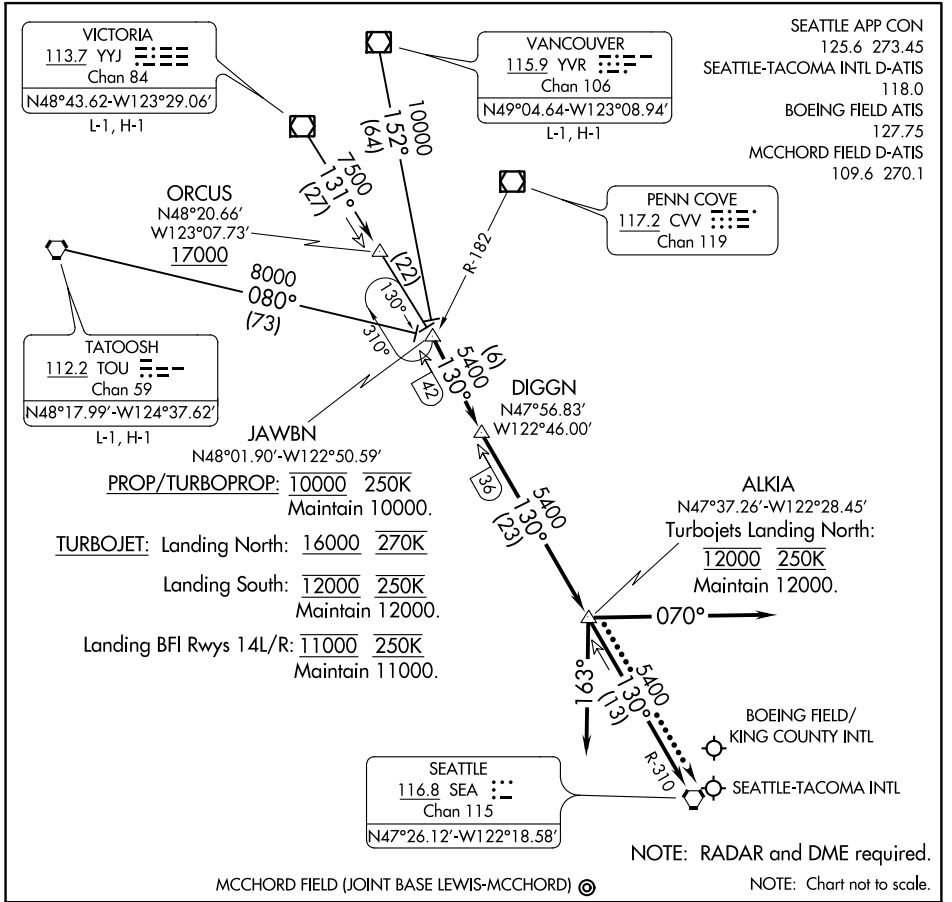 VICTORIA
113.7 YYJ
Chan 84
N48°43.62-W123°29.06′
L-1, H-1
VANCOUVER
115.9 YVR
Chan 106
N49°04.64-W123°08.94′
L-1, H-1
SEATTLE APP CON
125.6 273.45
SEATTLE-TACOMA INTL D-ATIS
118.0
BOEING FIELD ATIS
127.75
MCCHORD FIELD D-ATIS
109.6 270.1
10000
152°
(64)
7500
131°
(27)
ORCUS
N48°20.66′
W123°07.73′
17000
PENN COVE
117.2 CVV
Chan 119
R-182
(22)
8000
080°
(73)
130°
310°
TATOOSH
112.2 TOU
Chan 59
N48°17.99′-W124°37.62′
L-1, H-1
(6)
5400
130°
42
DIGGN
N47°56.83′
W122°46.00′
JAWBN
N48°01.90′-W122°50.59′
36
PROP/TURBOPROP: 10000 250K
Maintain 10000.
TURBOJET: Landing North: 16000 270K
Landing South: 12000 250K
Maintain 12000.
Landing BFI Rwys 14L/R: 11000 250K
Maintain 11000.
5400
130°
(23)
ALKIA
N47°37.26′-W122°28.45′
Turbojets Landing North:
12000 250K
Maintain 12000.
070°
163°
5400
130°
(13)
R-310
BOEING FIELD/
KING COUNTY INTL
SEATTLE-TACOMA INTL
SEATTLE
116.8 SEA
Chan 115
N47°26.12′-W122°18.58′
NOTE: RADAR and DME required.
MCCHORD FIELD (JOINT BASE LEWIS-MCCHORD)
NOTE: Chart not to scale.